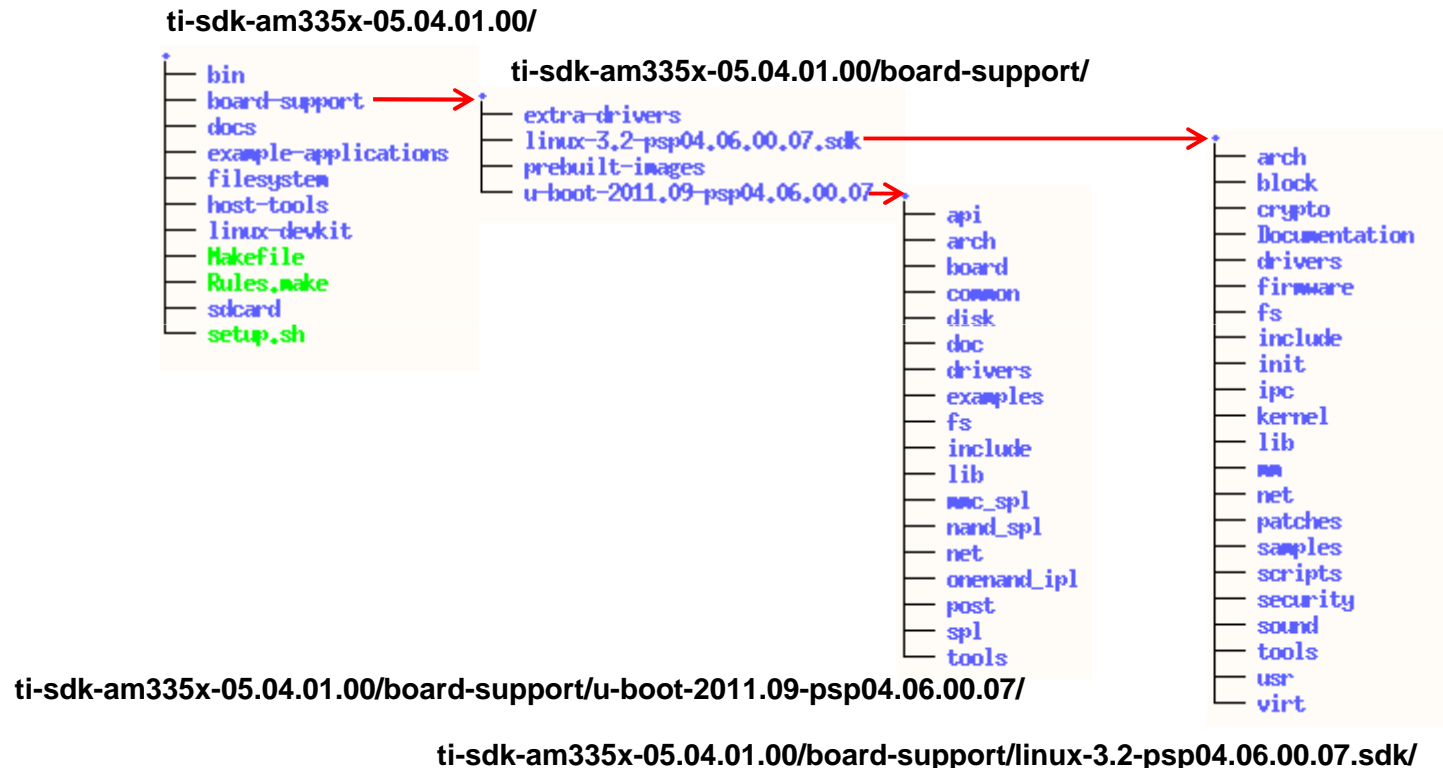 ti-sdk-am335x-05.04.01.00/
bin
board-support
docs
example-applications
filesystem
host-tools
linux-devkit
Makefile
Rules.make
sdcard
setup.sh
ti-sdk-am335x-05.04.01.00/board-support/
extra-drivers
linux-3.2-psp04.06.00.07.sdk
prebuilt-images
u-boot-2011.09-psp04.06.00.07
api
arch
board
common
disk
doc
drivers
examples
fs
include
lib
mmc_spl
nand_spl
net
onenand_ipl
post
spl
tools
ti-sdk-am335x-05.04.01.00/board-support/u-boot-2011.09-psp04.06.00.07/
arch
block
crypto
Documentation
drivers
firmware
fs
include
init
ipc
kernel
lib
mm
net
patches
samples
scripts
security
sound
tools
usr
virt
ti-sdk-am335x-05.04.01.00/board-support/linux-3.2-psp04.06.00.07.sdk/